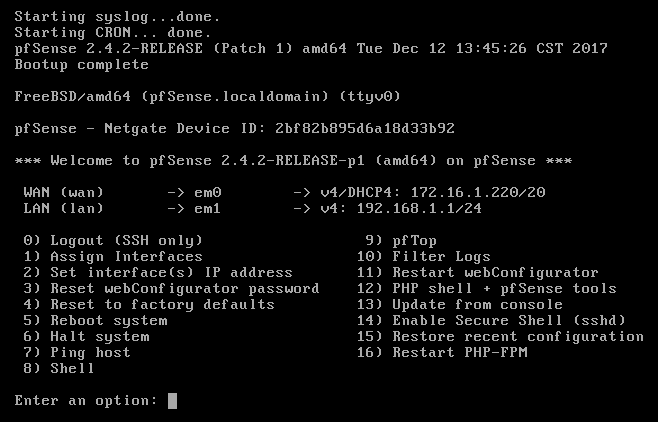 Starting syslog...done.
Starting CRON... done.
pfSense 2.4.2-RELEASE (Patch 1) amd64 Tue Dec 12 13:45:26 CST 2017
Bootup complete
FreeBSD/amd64 (pfSense.localdomain) (ttyv0)
pfSense - Netgate Device ID: 2bf82b895d6a18d33b92
*** Welcome to pfSense 2.4.2-RELEASE-p1 (amd64) on pfSense ***
WAN (wan) -> em0 -> v4/DHCP4: 172.16.1.220/20
LAN (lan) -> em1 -> v4: 192.168.1.1/24
0) Logout (SSH only) 9) pfTop
1) Assign Interfaces 10) Filter Logs
2) Set interface(s) IP address 11) Restart webConfigurator
3) Reset webConfigurator password 12) PHP shell + pfSense tools
4) Reset to factory defaults 13) Update from console
5) Reboot system 14) Enable Secure Shell (sshd)
6) Halt system 15) Restore recent configuration
7) Ping host 16) Restart PHP-FPM
8) Shell
Enter an option: